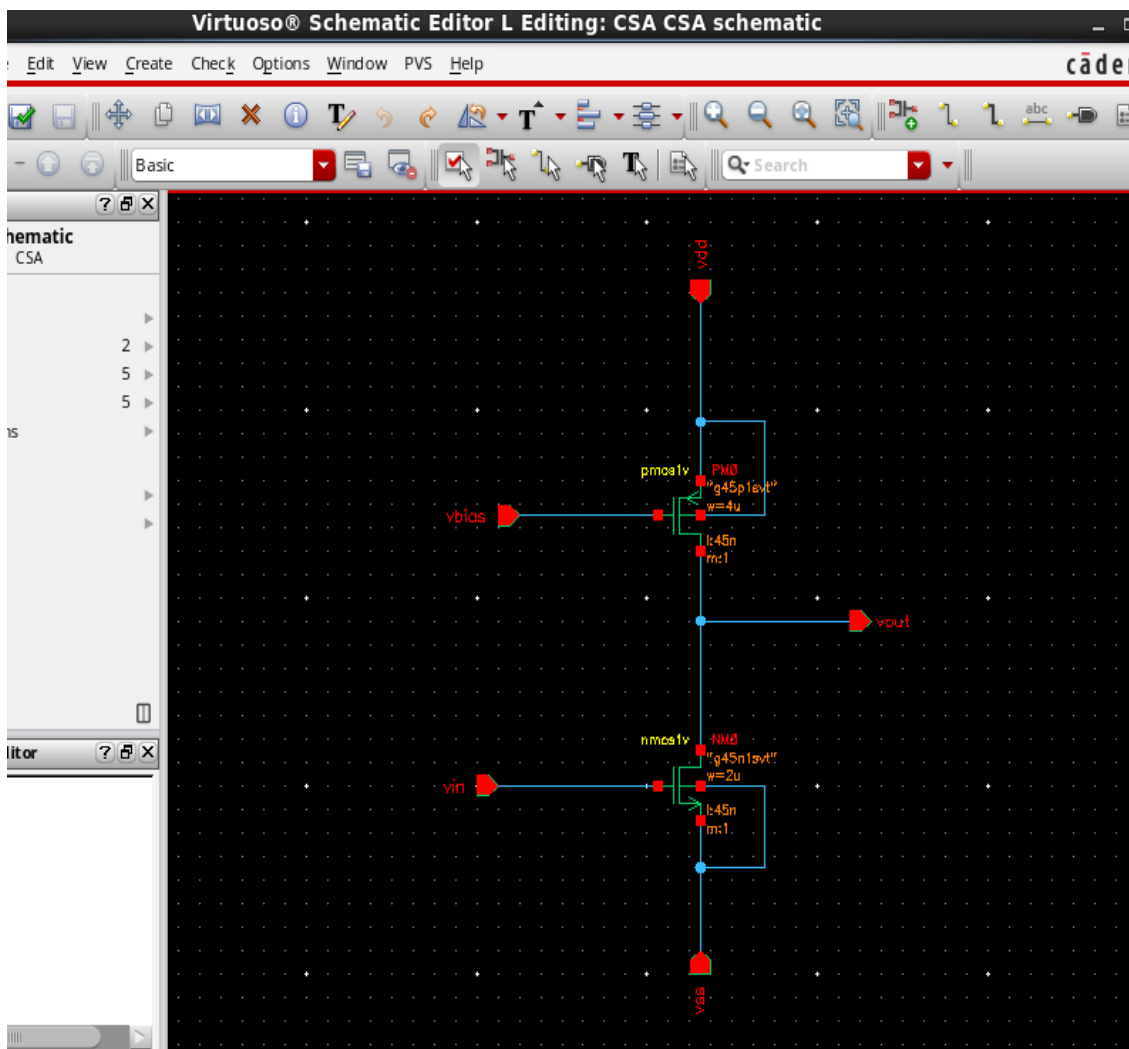 Virtuoso® Schematic Editor L Editing: CSA CSA schematic
Edit View Create Check Options Window PVS Help
cāden
T T abc
Basic
Search
hematic
CSA
2
5
5
ns
litor
vdd
pmos1v PM0
"g45p1svt"
w=4u
vbias
l:45n
m:1
vout
nmos1v NM0
"g45n1svt"
w=2u
vin
l:45n
m:1
vss